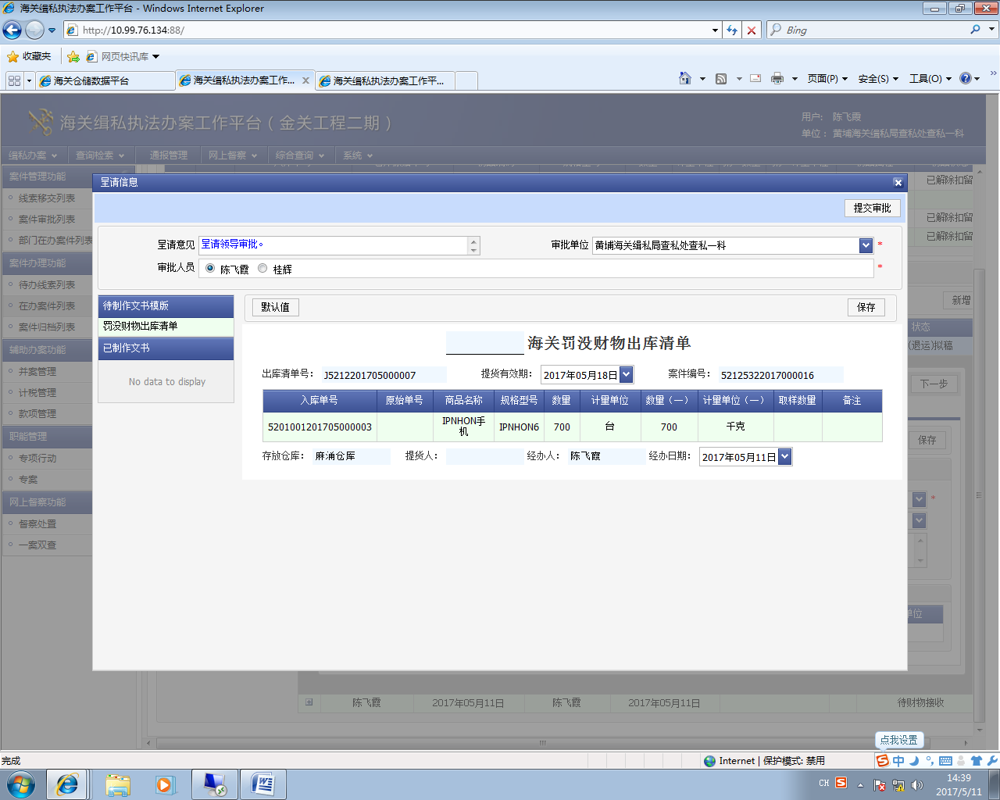 海关缉私执法办案工作平台 - Windows Internet Explorer
http://10.99.76.134:88/
Bing
收藏夹
网页快讯库
海关仓储数据平台
海关缉私执法办案工作...
海关缉私执法办案工作平...
页面(P)
安全(S)
工具(O)
海关缉私执法办案工作平台（金关工程二期）
用户: 陈飞霞
单位: 黄埔海关缉私局查私处查私一科
缉私办案 查询检索 通报管理 网上督察 综合查询 系统
案件管理功能
线索移交列表
案件审批列表
部门在办案件列表
案件办理功能
待办线索列表
在办案件列表
案件归档列表
辅助办案功能
并案管理
计税管理
款项管理
职能管理
专项行动
专案
网上督察功能
督察处置
一案双查
已解除扣留
已解除扣留
已解除扣留
新增
状态
(退运)拟稿
下一步
保存
*
单位
呈请信息
提交审批
呈请意见 呈请领导审批。
审批单位 黄埔海关缉私局查私处查私一科 *
审批人员 陈飞霞 桂辉 *
待制作文书模版
罚没财物出库清单
已制作文书
No data to display
默认值 保存
海关罚没财物出库清单
出库清单号: J5212201705000007 提货有效期: 2017年05月18日 案件编号: 52125322017000016
入库单号 原始单号 商品名称 规格型号 数量 计量单位 数量（一） 计量单位（一） 取样数量 备注
5201001201705000003 IPNHON手机 IPNHON6 700 台 700 千克
存放仓库: 麻涌仓库 提货人: 经办人: 陈飞霞 经办日期: 2017年05月11日
陈飞霞 2017年05月11日 陈飞霞 2017年05月11日 待财物接收
点我设置
完成
Internet | 保护模式: 禁用
中
CH
14:39
2017/5/11